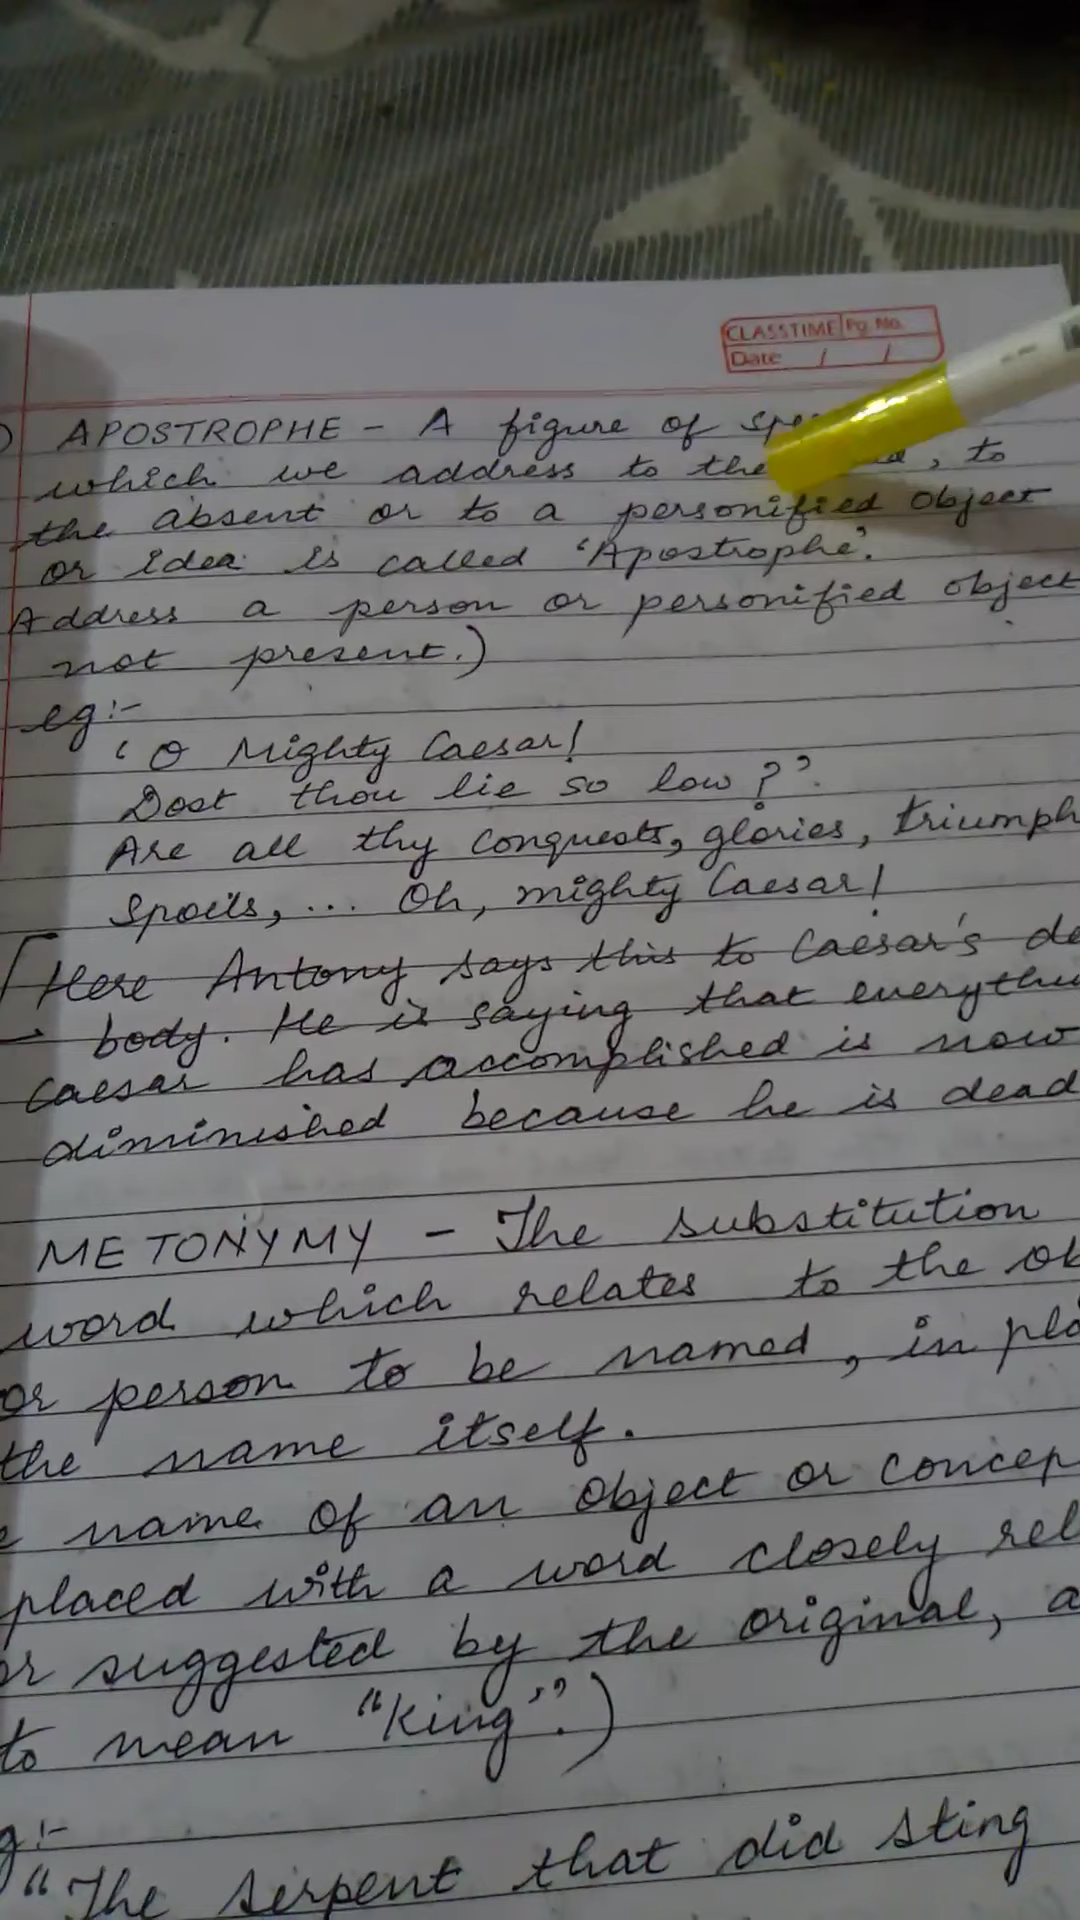 CLASSTIME Pg. No.
Date / /
APOSTROPHE - A figure of
which we address to the , to
the absent or to a personified object
or idea is called 'Apostrophe'.
Address a person or personified object
not present.)
eg:-
'O Mighty Caesar!
Dost thou lie so low?'
Are all thy conquests, glories, triumph
Spoils, ... Oh, mighty Caesar!
Here Antony says this to Caesar's
body. He is saying that
Caesar has accomplished is now
diminished because he is dead
METONYMY - The substitution
word which relates to the
or person to be named, in
the name itself.
name of an object or
placed with a word closely
or suggested by the original,
to mean "King".)
"The serpent that did sting